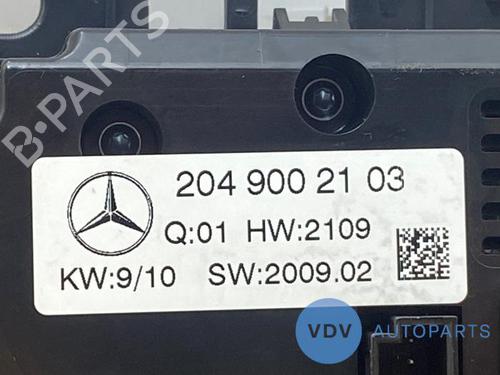 B-PARTS
204 900 21 03
Q:01 HW:2109
KW:9/10 SW:2009.02
VDV AUTOPARTS